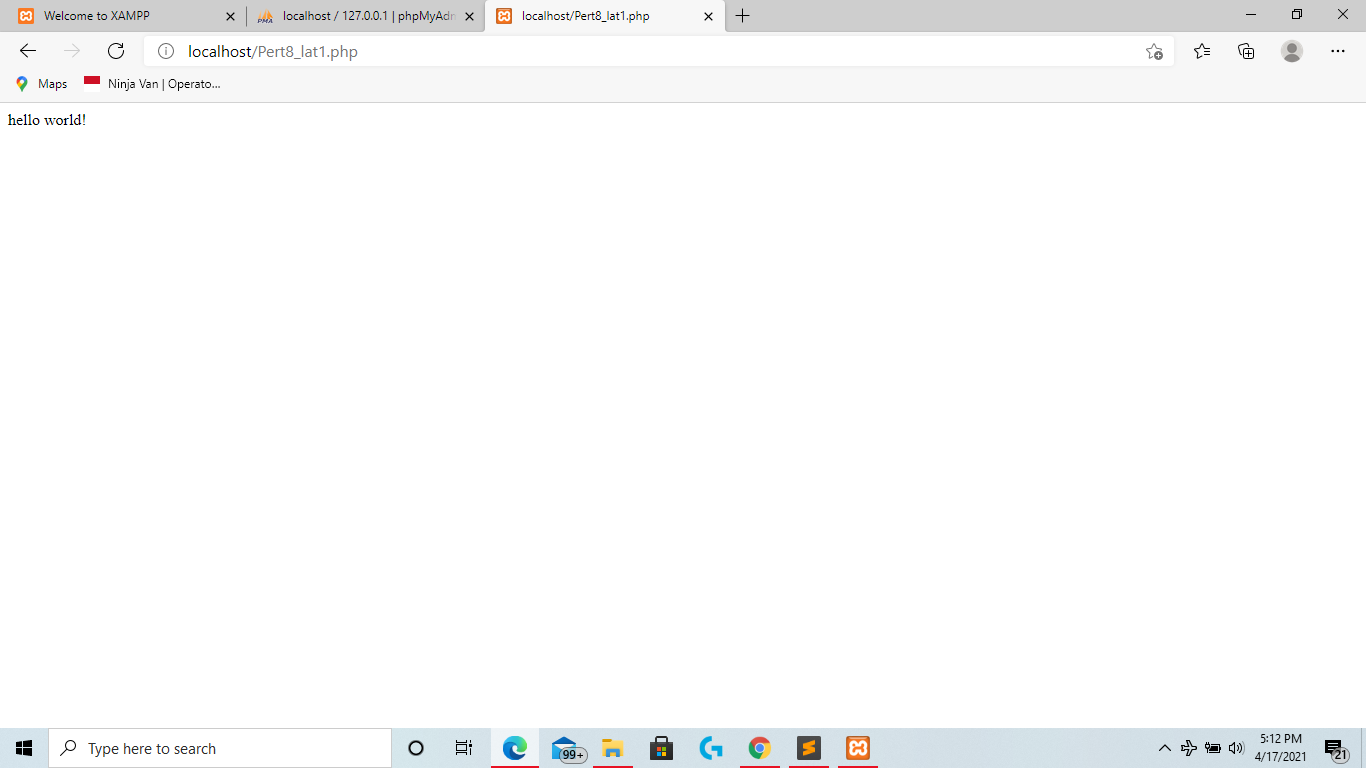 Welcome to XAMPP
localhost / 127.0.0.1 | phpMyAdn
localhost/Pert8_lat1.php
localhost/Pert8_lat1.php
Maps
Ninja Van | Operato...
hello world!
Type here to search
99+
5:12 PM
4/17/2021
21